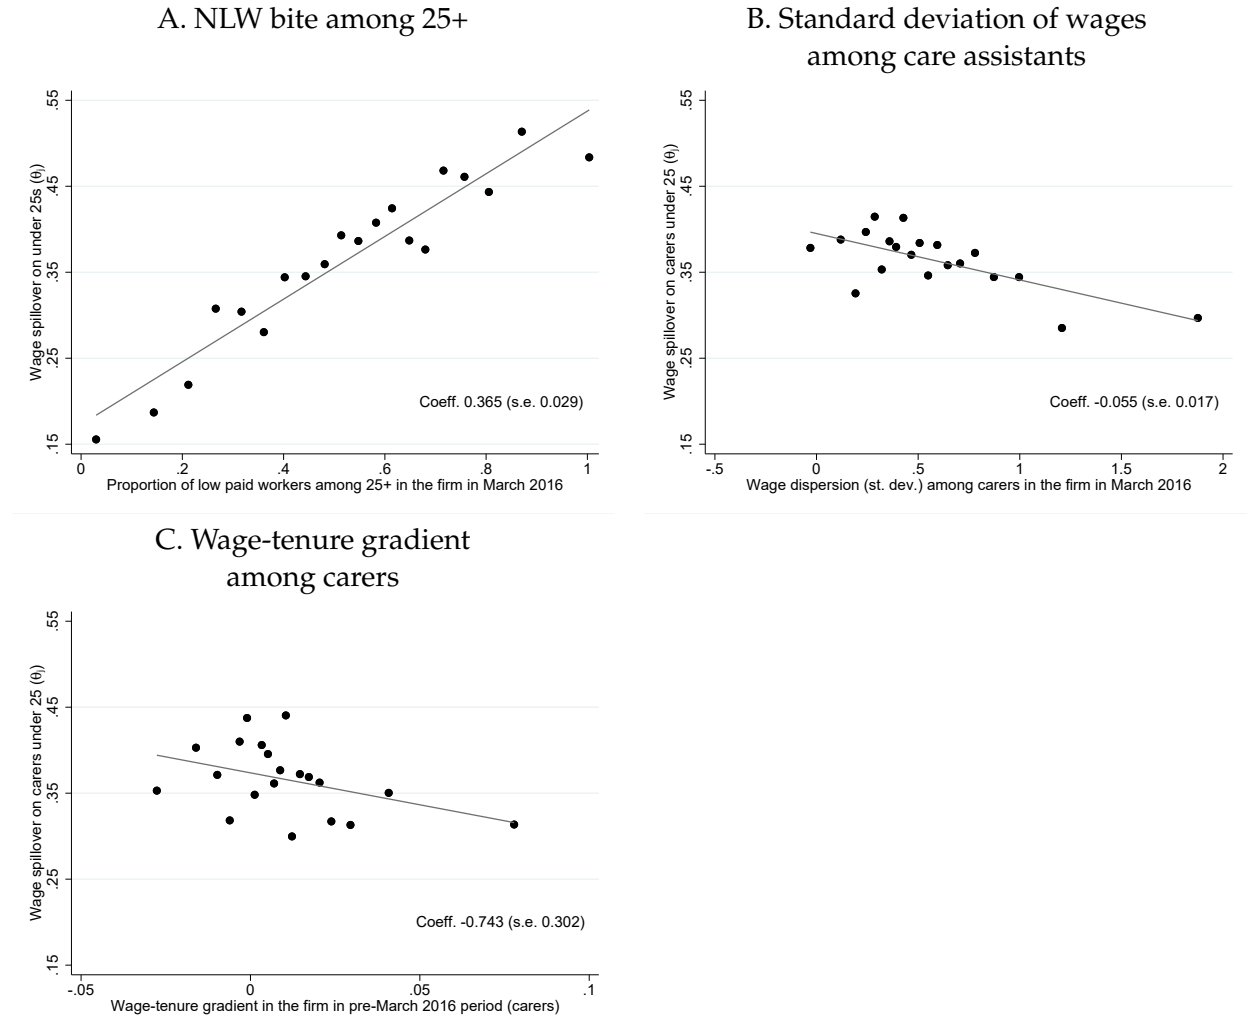 A. NLW bite among 25+
Wage spillover on under 25s (θj)
.55
.45
.35
.25
.15
Coeff. 0.365 (s.e. 0.029)
0 .2 .4 .6 .8 1
Proportion of low paid workers among 25+ in the firm in March 2016
B. Standard deviation of wages
among care assistants
Wage spillover on carers under 25 (θj)
.55
.45
.35
.25
.15
Coeff. -0.055 (s.e. 0.017)
-.5 0 .5 1 1.5 2
Wage dispersion (st. dev.) among carers in the firm in March 2016
C. Wage-tenure gradient
among carers
Wage spillover on carers under 25 (θj)
.55
.45
.35
.25
.15
Coeff. -0.743 (s.e. 0.302)
-.05 0 .05 .1
Wage-tenure gradient in the firm in pre-March 2016 period (carers)